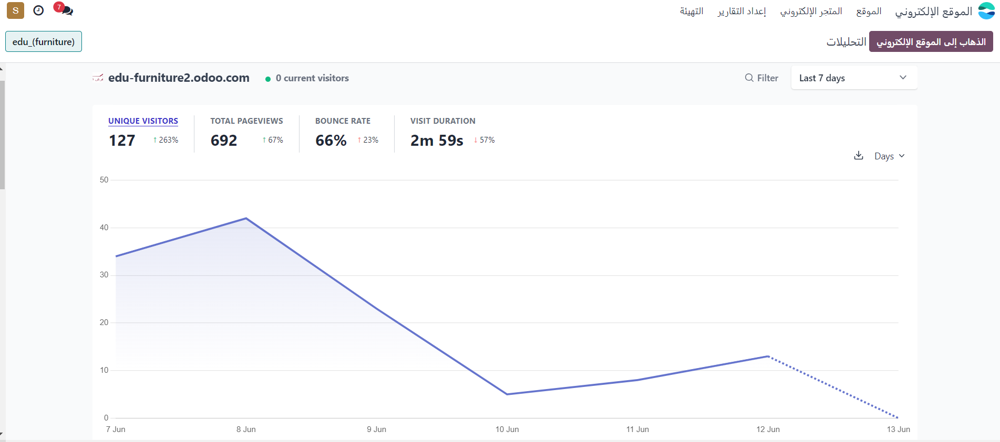 الموقع الإلكتروني الموقع المتجر الإلكتروني إعداد التقارير التهيئة 7 S
الذهاب إلى الموقع الإلكتروني التحليلات edu_(furniture)
edu-furniture2.odoo.com 0 current visitors Filter Last 7 days
UNIQUE VISITORS TOTAL PAGEVIEWS BOUNCE RATE VISIT DURATION
127 ↑ 263% 692 ↑ 67% 66% ↑ 23% 2m 59s ↓ 57%
Days
50
40
30
20
10
0
7 Jun 8 Jun 9 Jun 10 Jun 11 Jun 12 Jun 13 Jun